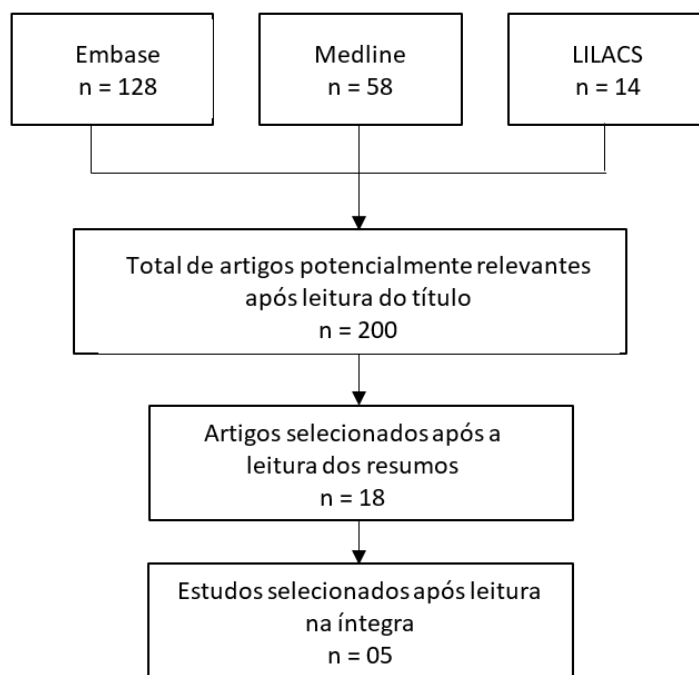 Embase
n = 128
Medline
n = 58
LILACS
n = 14
Total de artigos potencialmente relevantes
após leitura do título
n = 200
Artigos selecionados após a
leitura dos resumos
n = 18
Estudos selecionados após leitura
na íntegra
n = 05